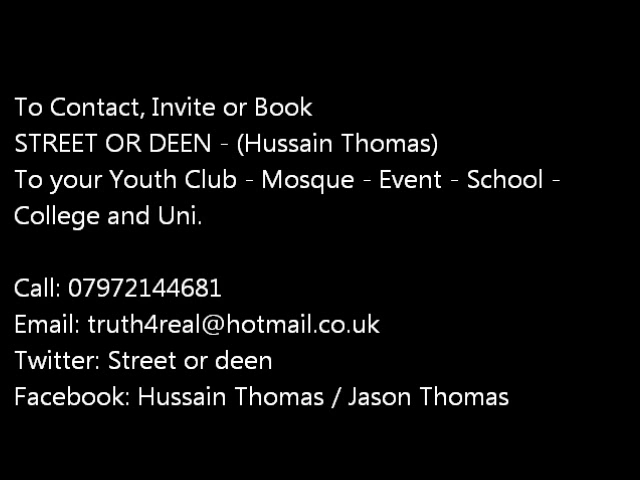 To Contact, Invite or Book
STREET OR DEEN - (Hussain Thomas)
To your Youth Club - Mosque - Event - School -
College and Uni.
Call: 07972144681
Email: truth4real@hotmail.co.uk
Twitter: Street or deen
Facebook: Hussain Thomas / Jason Thomas